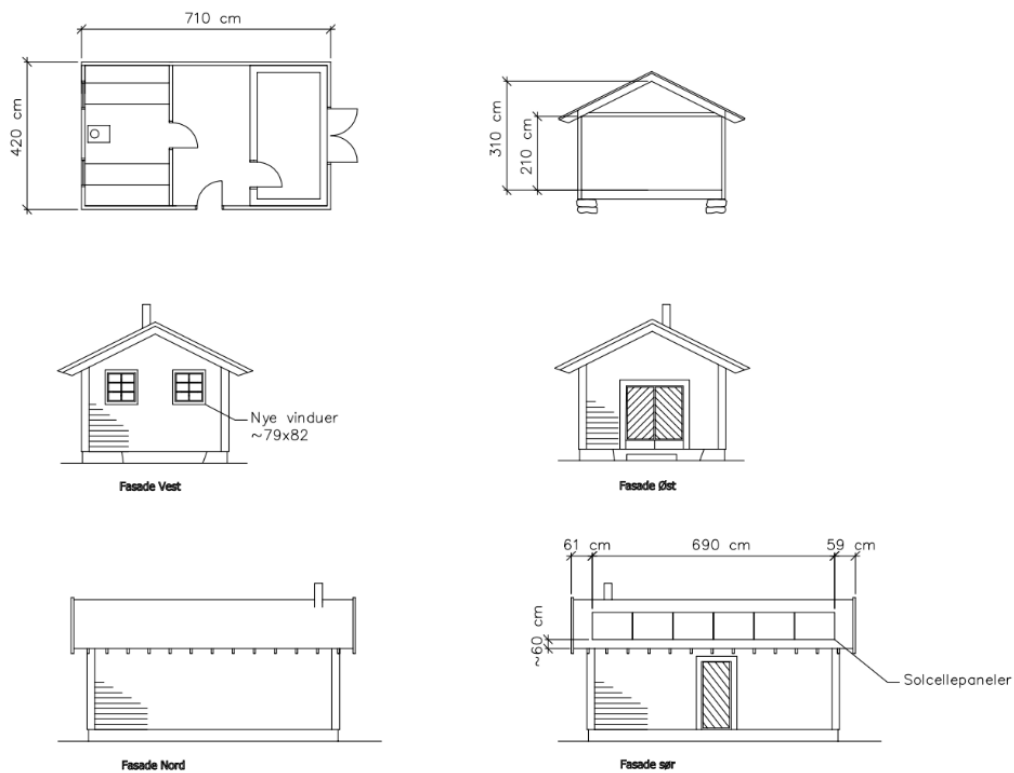 710 cm
420 cm
310 cm
210 cm
Nye vinduer
~79x82
Fasade Vest
Fasade Øst
61 cm
690 cm
59 cm
~60 cm
Solcellepaneler
Fasade Nord
Fasade sør